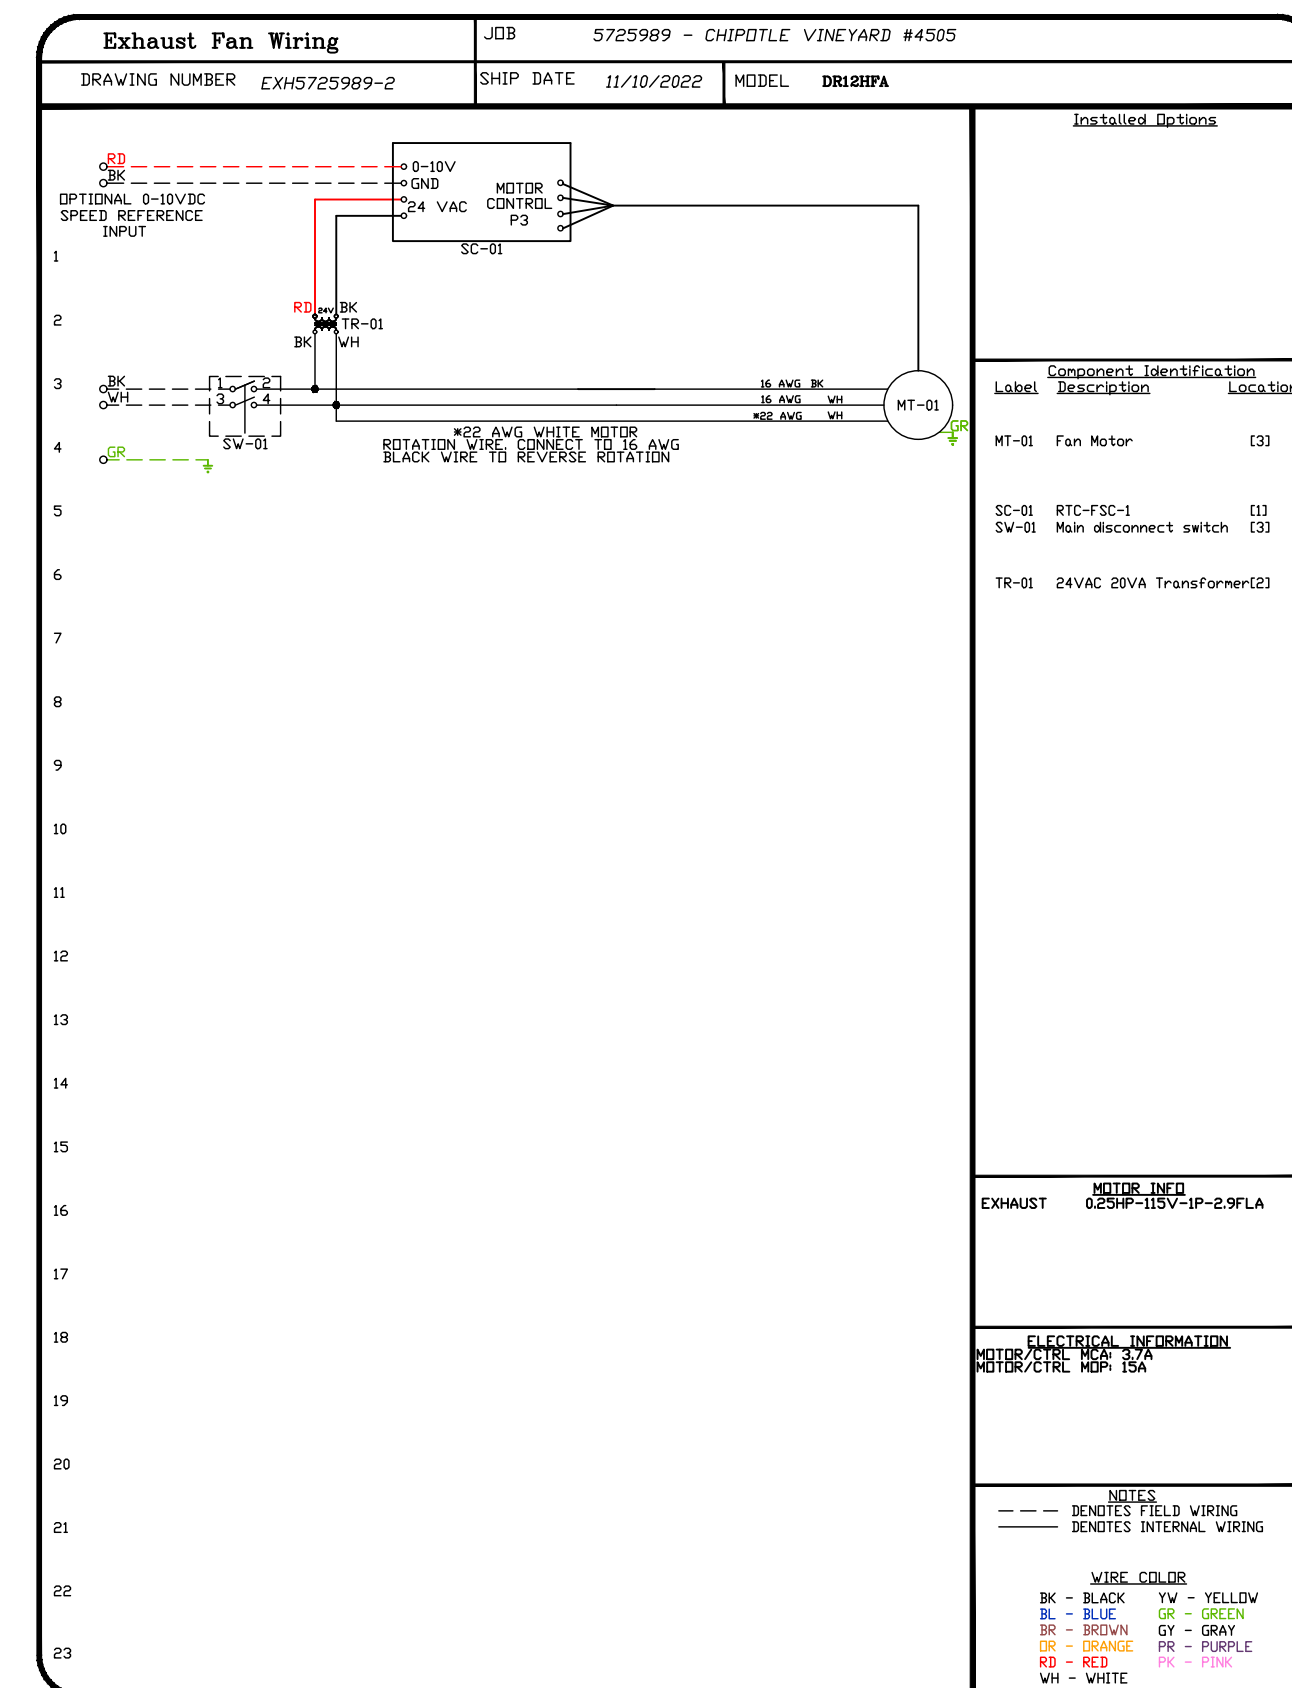 Exhaust Fan Wiring
JOB 5725989 - CHIPOTLE VINEYARD #4505
DRAWING NUMBER EXH5725989-2
SHIP DATE 11/10/2022
MODEL DR12HFA
RD
BK
OPTIONAL 0-10VDC
SPEED REFERENCE
INPUT
0-10V
GND
24 VAC
MOTOR
CONTROL
P3
SC-01
RD 24V BK
TR-01
BK WH
BK
WH
1 2
3 4
SW-01
GR
16 AWG BK
16 AWG WH
*22 AWG WH
MT-01
GR
*22 AWG WHITE MOTOR
ROTATION WIRE. CONNECT TO 16 AWG
BLACK WIRE TO REVERSE ROTATION
1
2
3
4
5
6
7
8
9
10
11
12
13
14
15
16
17
18
19
20
21
22
23
Installed Options
Component Identification
Label Description Location
MT-01 Fan Motor [3]
SC-01 RTC-FSC-1 [1]
SW-01 Main disconnect switch [3]
TR-01 24VAC 20VA Transformer[2]
MOTOR INFO
EXHAUST 0.25HP-115V-1P-2.9FLA
ELECTRICAL INFORMATION
MOTOR/CTRL MCA: 3.7A
MOTOR/CTRL MOP: 15A
NOTES
DENOTES FIELD WIRING
DENOTES INTERNAL WIRING
WIRE COLOR
BK - BLACK YW - YELLOW
BL - BLUE GR - GREEN
BR - BROWN GY - GRAY
OR - ORANGE PR - PURPLE
RD - RED PK - PINK
WH - WHITE